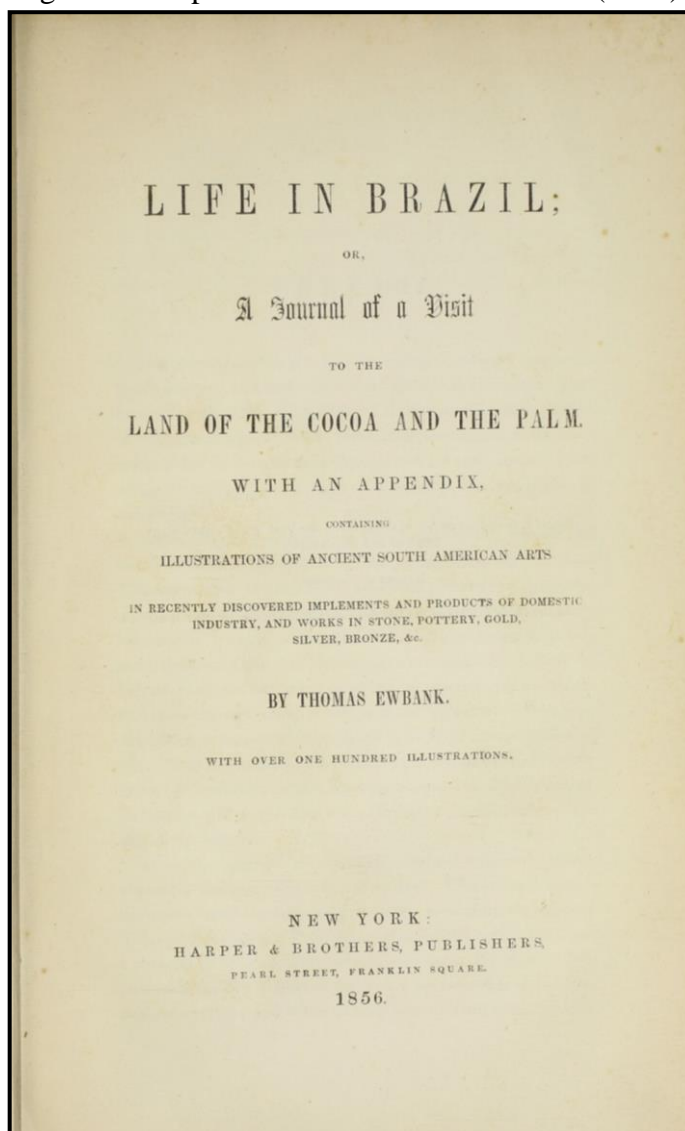 LIFE IN BRAZIL;
OR,
A Journal of a Visit
TO THE
LAND OF THE COCOA AND THE PALM.
WITH AN APPENDIX,
CONTAINING
ILLUSTRATIONS OF ANCIENT SOUTH AMERICAN ARTS
IN RECENTLY DISCOVERED IMPLEMENTS AND PRODUCTS OF DOMESTIC
INDUSTRY, AND WORKS IN STONE, POTTERY, GOLD,
SILVER, BRONZE, &c.
BY THOMAS EWBANK.
WITH OVER ONE HUNDRED ILLUSTRATIONS.
NEW YORK:
HARPER & BROTHERS, PUBLISHERS,
PEARL STREET, FRANKLIN SQUARE.
1856.